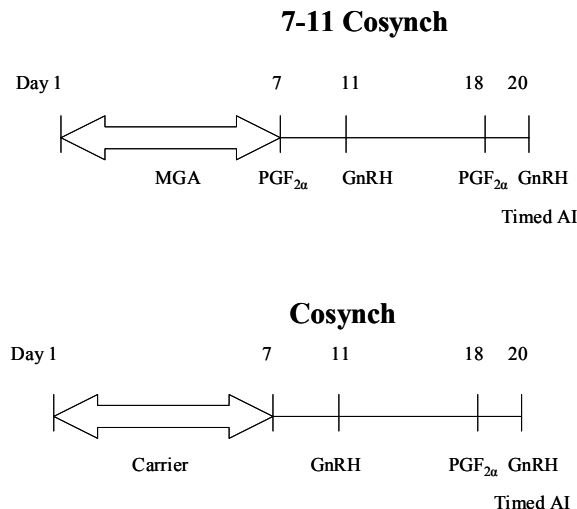 7-11 Cosynch
Day 1 7 11 18 20
MGA PGF2α GnRH PGF2α GnRH
Timed AI
Cosynch
Day 1 7 11 18 20
Carrier GnRH PGF2α GnRH
Timed AI